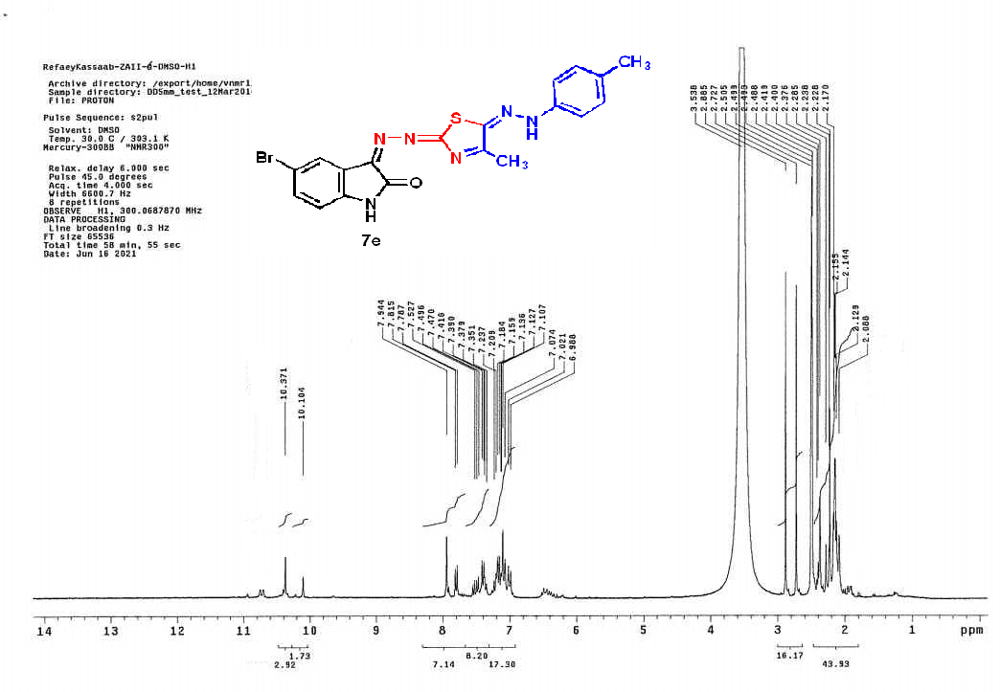 RefaeyKassaab-ZAII-6-DMSO-H1
Archive directory: /export/home/vnmr1
Sample directory: DD5mm_test_12Mar201
File: PROTON
Pulse Sequence: s2pul
Solvent: DMSO
Temp. 30.0 C / 303.1 K
Mercury-300BB "NMR300"
Relax. delay 6.000 sec
Pulse 45.0 degrees
Acq. time 4.000 sec
Width 6600.7 Hz
8 repetitions
OBSERVE H1, 300.0687870 MHz
DATA PROCESSING
Line broadening 0.3 Hz
FT size 65536
Total time 58 min, 55 sec
Date: Jun 16 2021
CH3
S
N
N
H
N
N
N
CH3
Br
O
NH
7e
3.538
2.885
2.727
2.505
2.499
2.493
2.488
2.419
2.400
2.376
2.285
2.238
2.228
2.170
2.155
2.144
2.129
2.088
7.944
7.815
7.787
7.527
7.496
7.470
7.416
7.390
7.379
7.351
7.237
7.209
7.184
7.159
7.136
7.127
7.107
7.074
7.021
6.988
10.371
10.104
14 13 12 11 10 9 8 7 6 5 4 3 2 1 ppm
2.92 1.73 7.14 8.20 17.30 16.17 43.93